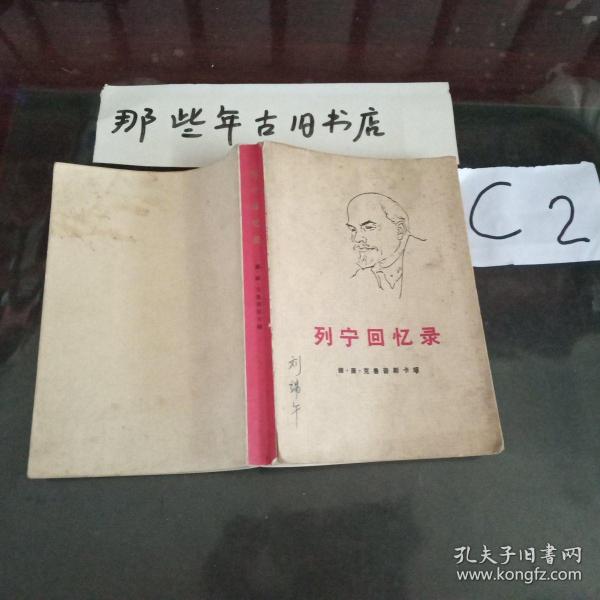 那些年古旧书店
C2
列宁回忆录
娜·康·克鲁普斯卡娅
刘端午
孔夫子旧书网
www.kongfz.com